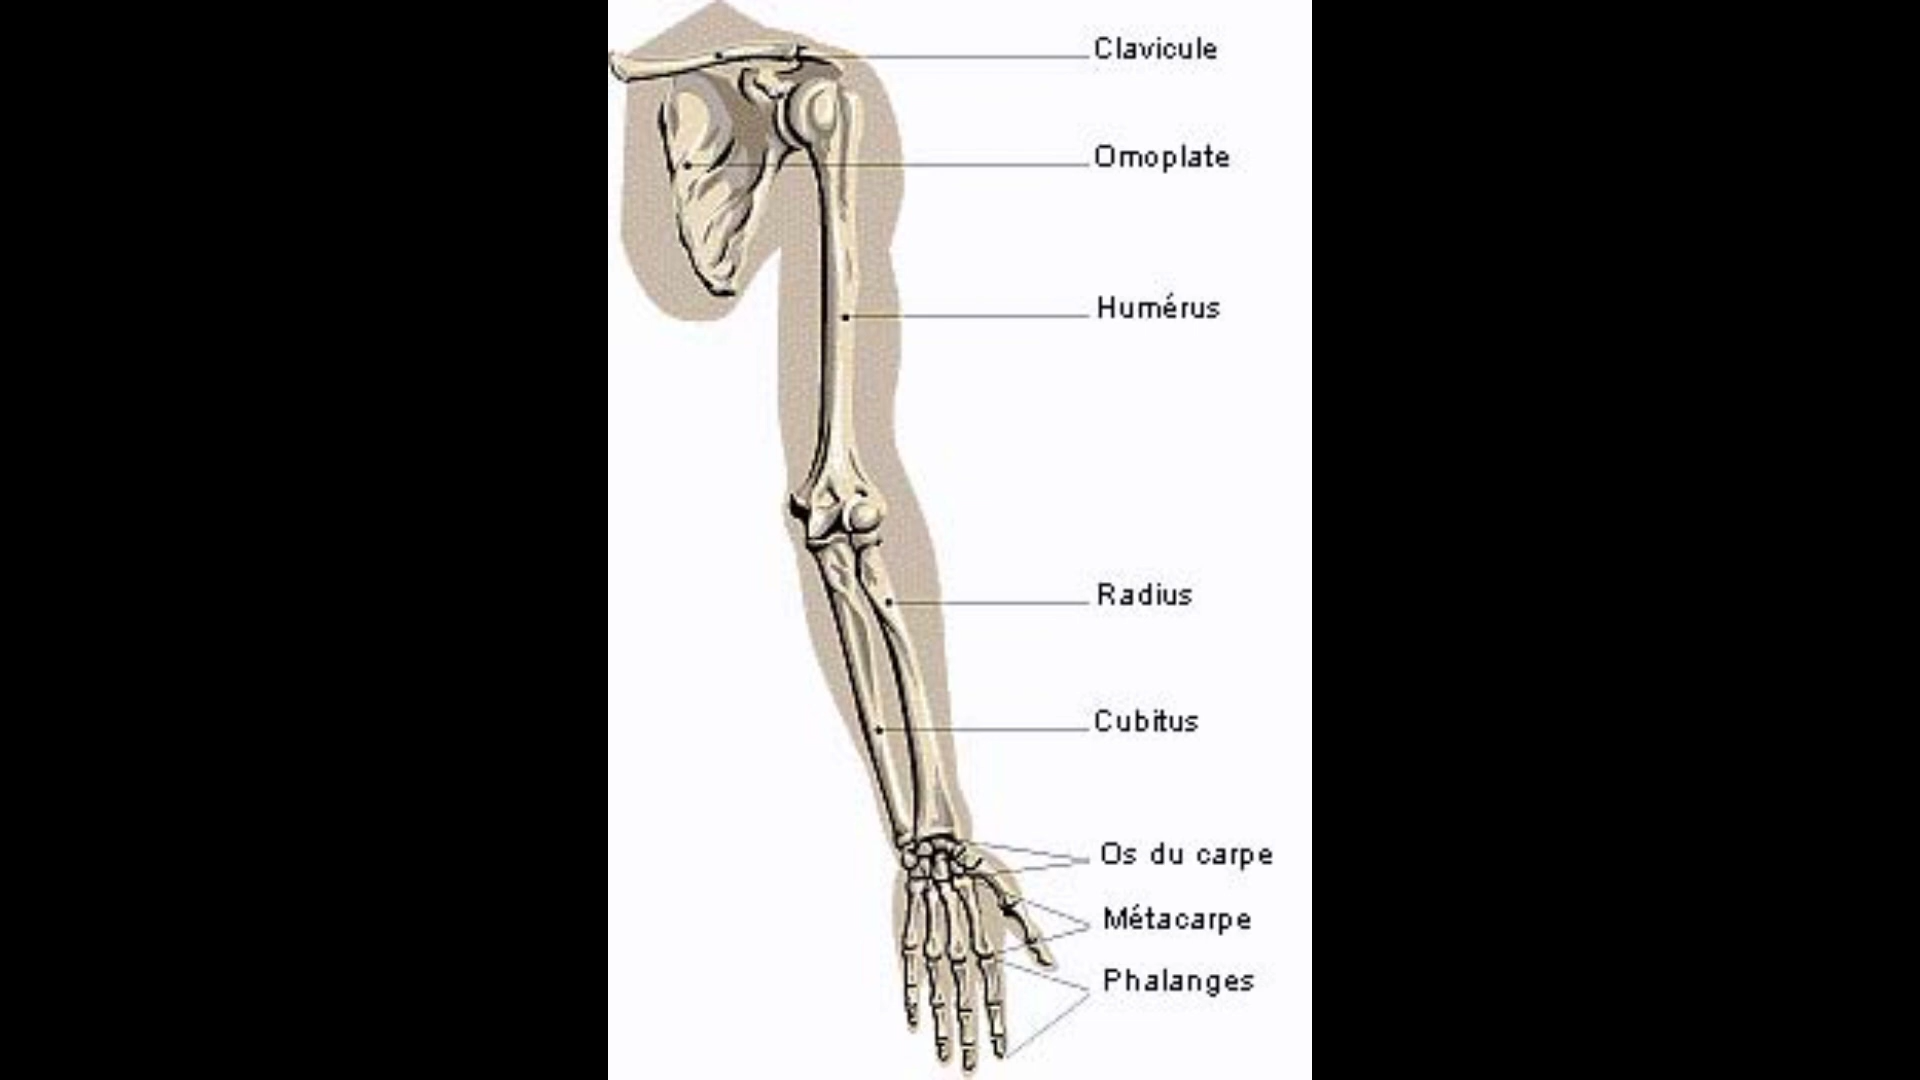 Clavicule
Omoplate
Humérus
Radius
Cubitus
Os du carpe
Métacarpe
Phalanges